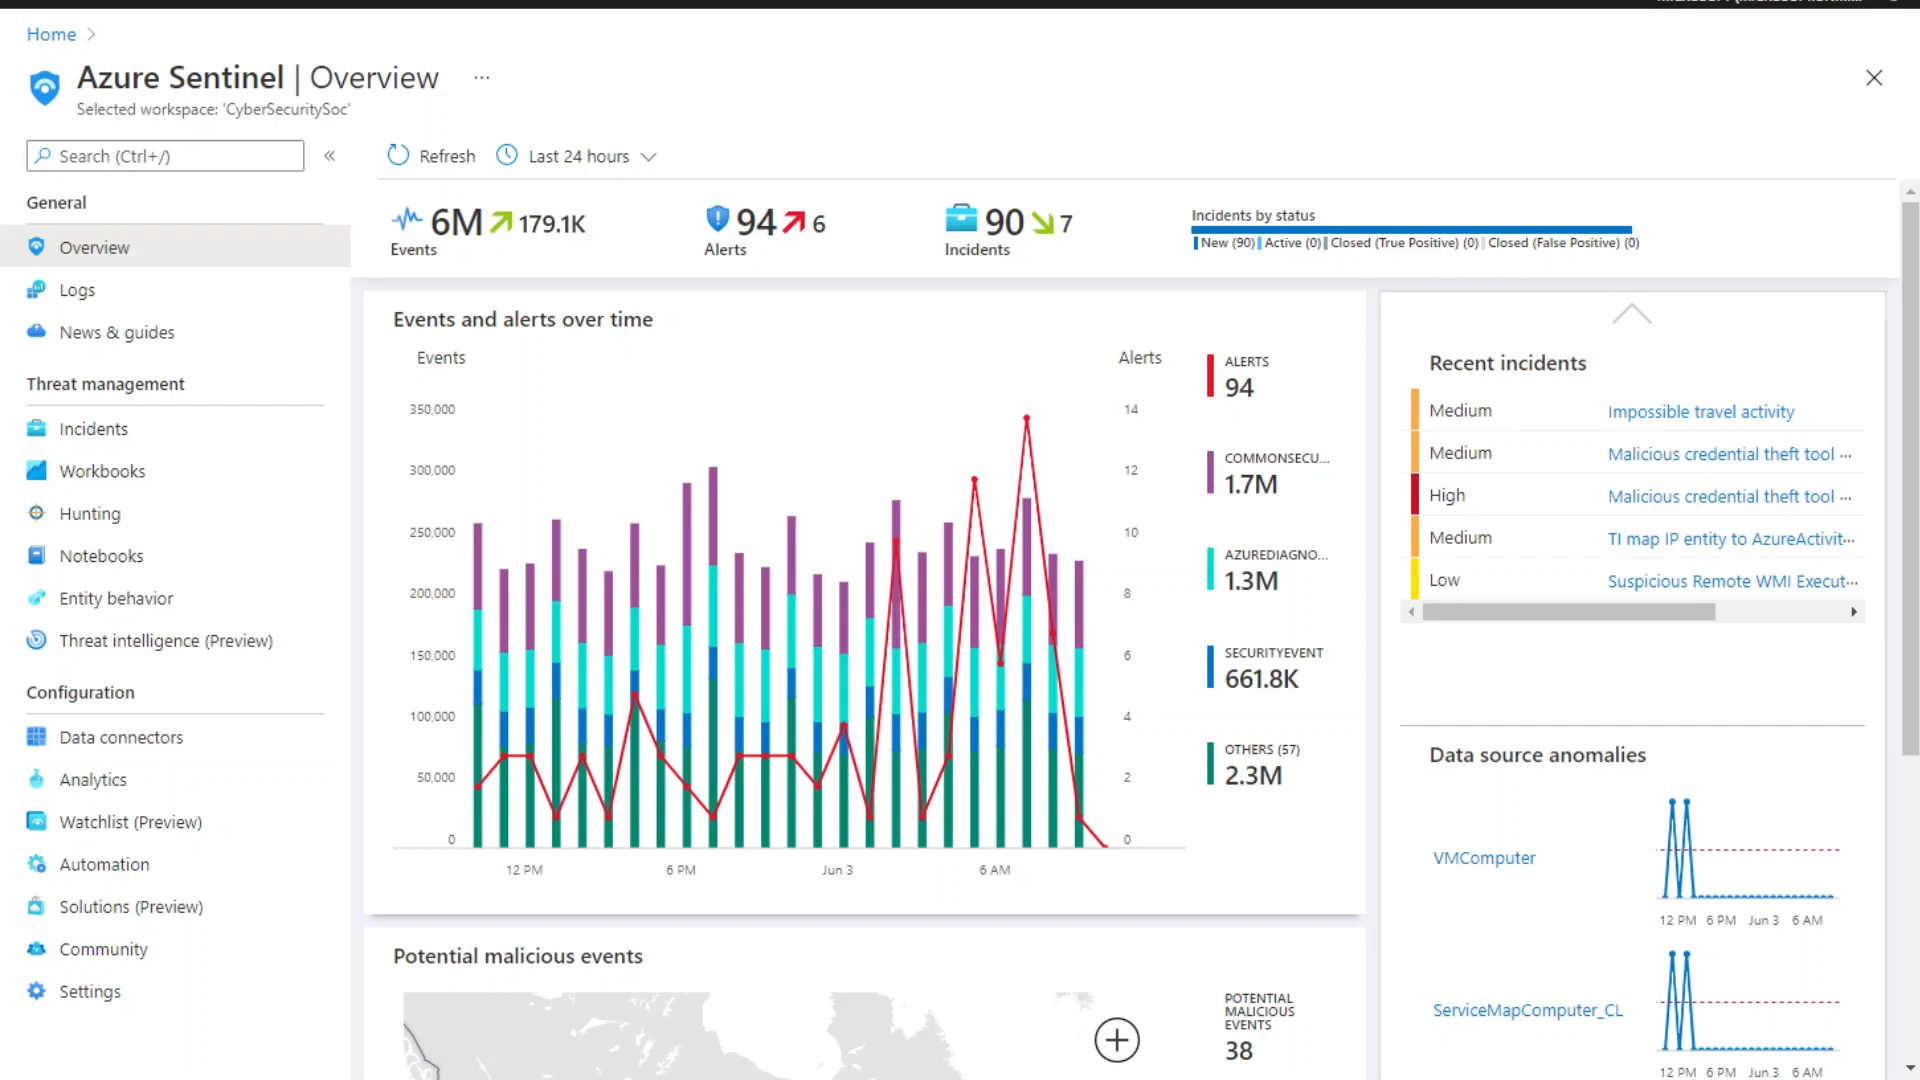 Home
Azure Sentinel | Overview ...
Selected workspace: 'CyberSecuritySoc'
Search (Ctrl+/)
«
Refresh
Last 24 hours
General
Overview
Logs
News & guides
Threat management
Incidents
Workbooks
Hunting
Notebooks
Entity behavior
Threat intelligence (Preview)
Configuration
Data connectors
Analytics
Watchlist (Preview)
Automation
Solutions (Preview)
Community
Settings
6M 179.1K
Events
94 6
Alerts
90 7
Incidents
Incidents by status
New (90) Active (0) Closed (True Positive) (0) Closed (False Positive) (0)
Events and alerts over time
Events Alerts
350,000 14
300,000 12
250,000 10
200,000 8
150,000 6
100,000 4
50,000 2
0 0
12 PM 6 PM Jun 3 6 AM
ALERTS
94
COMMONSECU...
1.7M
AZUREDIAGNO...
1.3M
SECURITYEVENT
661.8K
OTHERS (57)
2.3M
Potential malicious events
POTENTIAL
MALICIOUS
EVENTS
38
Recent incidents
Medium Impossible travel activity
Medium Malicious credential theft tool ...
High Malicious credential theft tool ...
Medium TI map IP entity to AzureActivit...
Low Suspicious Remote WMI Execut...
Data source anomalies
VMComputer
12 PM 6 PM Jun 3 6 AM
ServiceMapComputer_CL
12 PM 6 PM Jun 3 6 AM